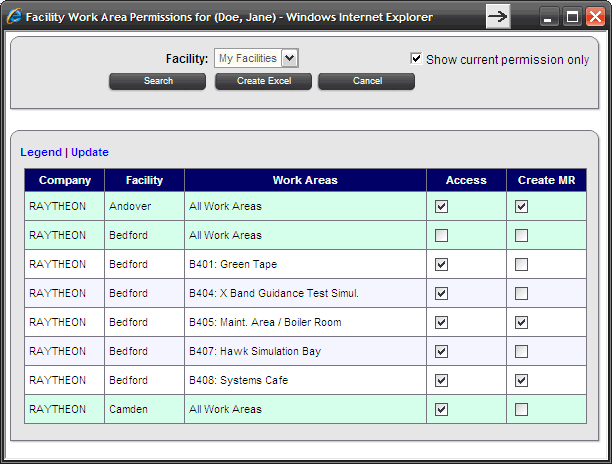 Facility Work Area Permissions for (Doe, Jane) - Windows Internet Explorer
Facility: My Facilities Show current permission only
Search Create Excel Cancel
Legend | Update
Company Facility Work Areas Access Create MR
RAYTHEON Andover All Work Areas
RAYTHEON Bedford All Work Areas
RAYTHEON Bedford B401: Green Tape
RAYTHEON Bedford B404: X Band Guidance Test Simul.
RAYTHEON Bedford B405: Maint. Area / Boiler Room
RAYTHEON Bedford B407: Hawk Simulation Bay
RAYTHEON Bedford B408: Systems Cafe
RAYTHEON Camden All Work Areas